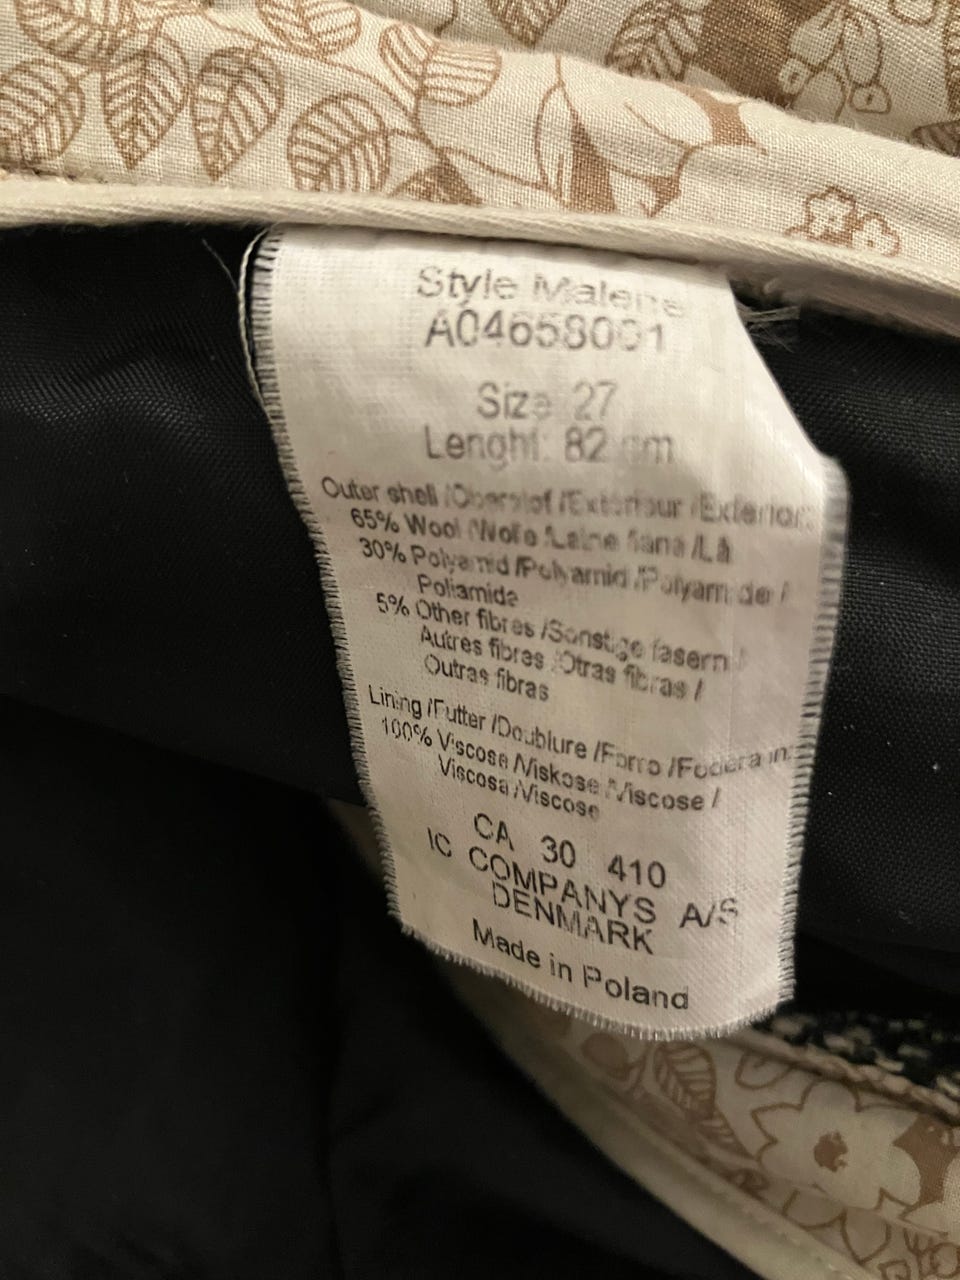 Style Malene
A04658001
Size 27
Lenght: 82 cm
Outer shell /Oberstof /Extérieur /Exterior
65% Wool /Wolle /Laine /lana /Lã
30% Polyamid /Polyamid /Polyamide /
Poliamida
5% Other fibres /Sonstige fasern /
Autres fibres /Otras fibras /
Outras fibras
Lining /Futter /Doublure /Forro /Fodera in.
100% Viscose /Viskose /Viscose /
Viscosa /Viscose
CA 30 410
IC COMPANYS A/S
DENMARK
Made in Poland